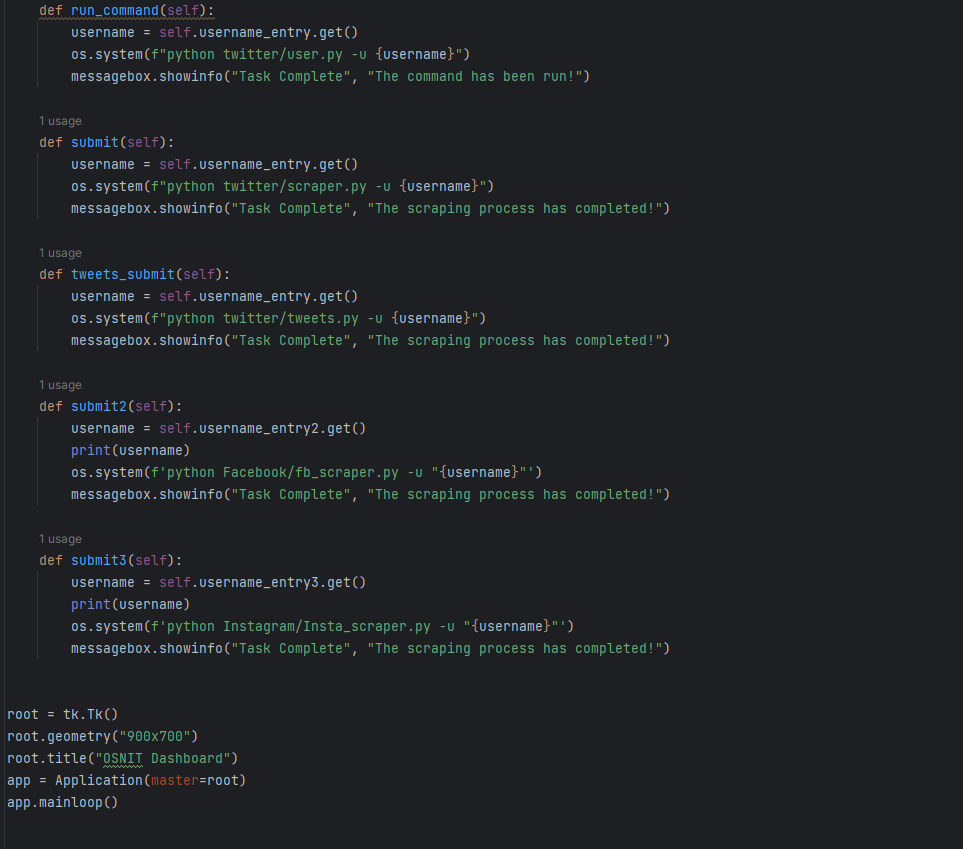 def run_command(self):
username = self.username_entry.get()
os.system(f"python twitter/user.py -u {username}")
messagebox.showinfo("Task Complete", "The command has been run!")
1 usage
def submit(self):
username = self.username_entry.get()
os.system(f"python twitter/scraper.py -u {username}")
messagebox.showinfo("Task Complete", "The scraping process has completed!")
1 usage
def tweets_submit(self):
username = self.username_entry.get()
os.system(f"python twitter/tweets.py -u {username}")
messagebox.showinfo("Task Complete", "The scraping process has completed!")
1 usage
def submit2(self):
username = self.username_entry2.get()
print(username)
os.system(f'python Facebook/fb_scraper.py -u "{username}"')
messagebox.showinfo("Task Complete", "The scraping process has completed!")
1 usage
def submit3(self):
username = self.username_entry3.get()
print(username)
os.system(f'python Instagram/Insta_scraper.py -u "{username}"')
messagebox.showinfo("Task Complete", "The scraping process has completed!")
root = tk.Tk()
root.geometry("900x700")
root.title("OSNIT Dashboard")
app = Application(master=root)
app.mainloop()